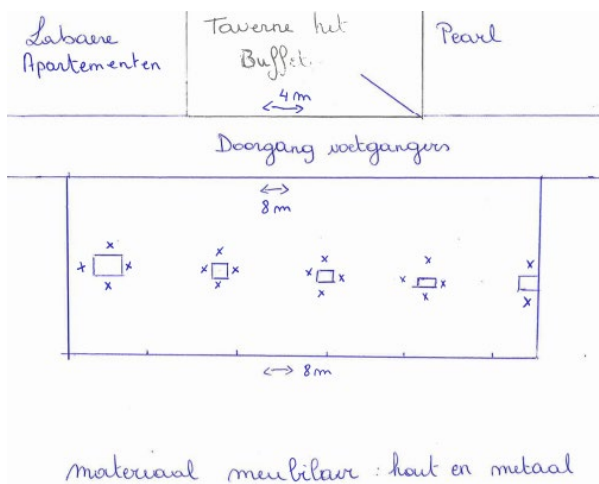 Labaere
Apartementen
Taverne het
Buffet.
Pearl
4m
Doorgang voetgangers
8m
8m
materiaal meubilair : hout en metaal